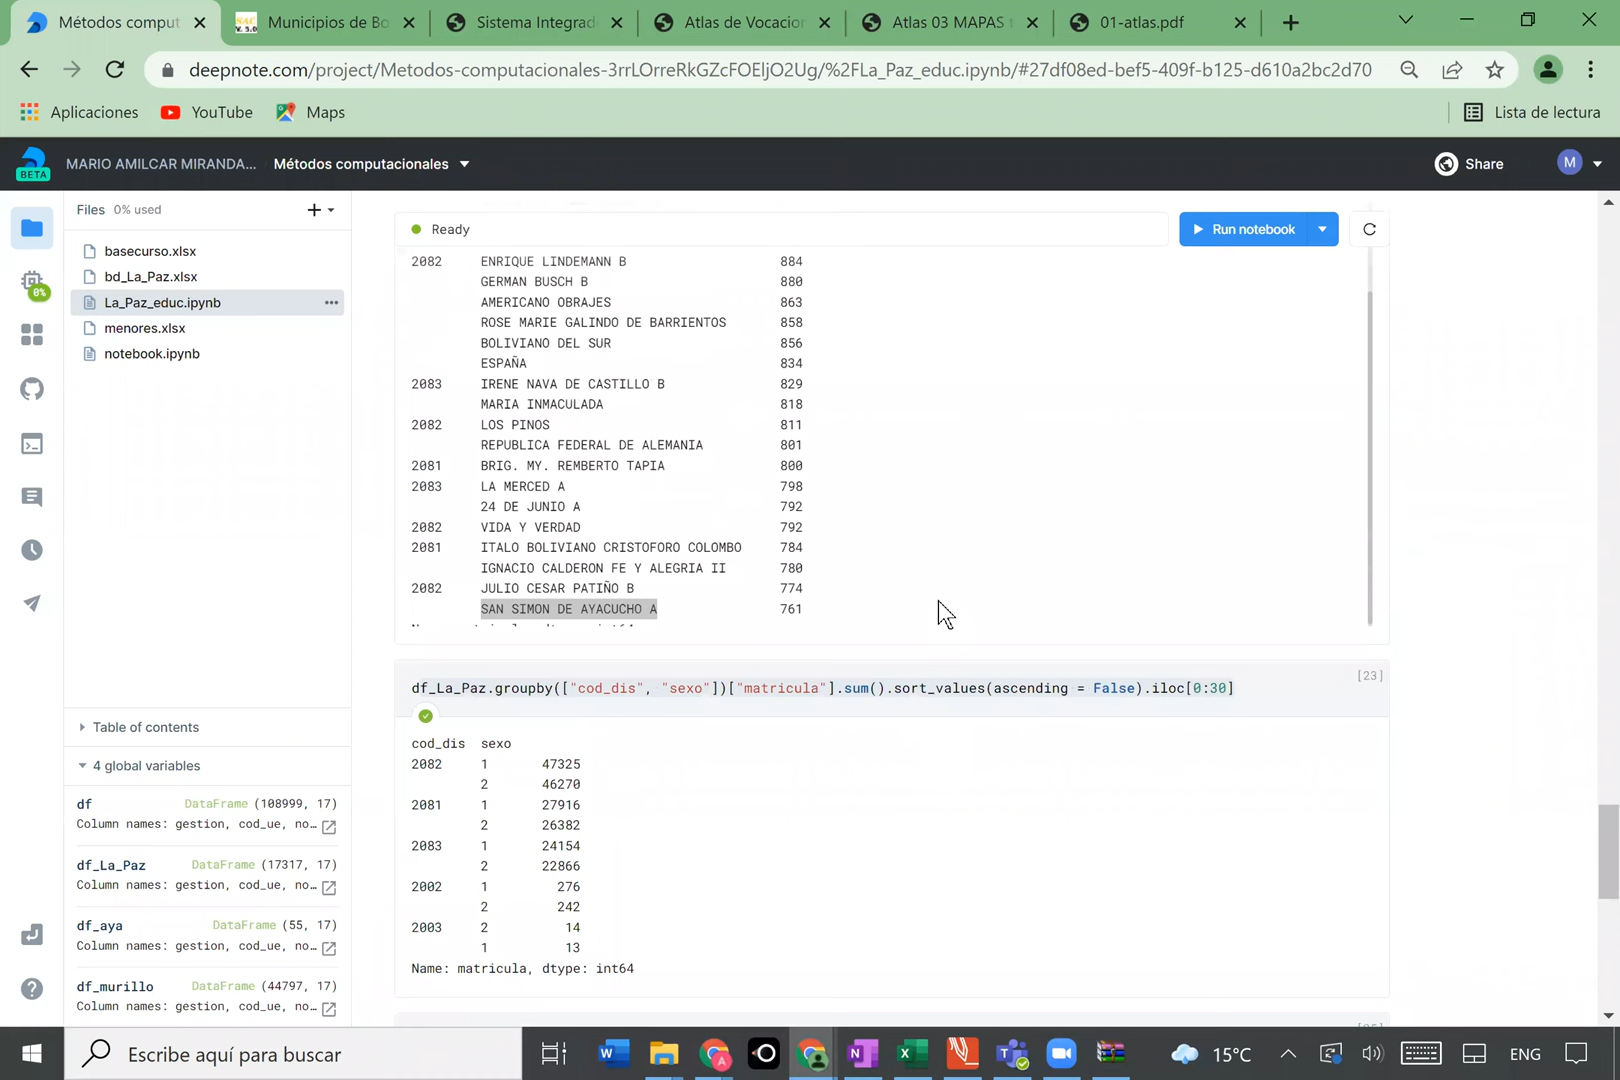 Métodos comput
Municipios de Bo
Sistema Integrad
Atlas de Vocacion
Atlas 03 MAPAS t
01-atlas.pdf
deepnote.com/project/Metodos-computacionales-3rrLOrreRkGZcFOEljO2Ug/%2FLa_Paz_educ.ipynb/#27df08ed-bef5-409f-b125-d610a2bc2d70
Aplicaciones
YouTube
Maps
Lista de lectura
BETA
MARIO AMILCAR MIRANDA...
Métodos computacionales
Share
M
Files 0% used
basecurso.xlsx
bd_La_Paz.xlsx
La_Paz_educ.ipynb
menores.xlsx
notebook.ipynb
0%
Table of contents
4 global variables
df DataFrame (108999, 17)
Column names: gestion, cod_ue, no…
df_La_Paz DataFrame (17317, 17)
Column names: gestion, cod_ue, no…
df_aya DataFrame (55, 17)
Column names: gestion, cod_ue, no…
df_murillo DataFrame (44797, 17)
Column names: gestion, cod_ue, no…
Ready
Run notebook
2082 ENRIQUE LINDEMANN B 884
GERMAN BUSCH B 880
AMERICANO OBRAJES 863
ROSE MARIE GALINDO DE BARRIENTOS 858
BOLIVIANO DEL SUR 856
ESPAÑA 834
2083 IRENE NAVA DE CASTILLO B 829
MARIA INMACULADA 818
2082 LOS PINOS 811
REPUBLICA FEDERAL DE ALEMANIA 801
2081 BRIG. MY. REMBERTO TAPIA 800
2083 LA MERCED A 798
24 DE JUNIO A 792
2082 VIDA Y VERDAD 792
2081 ITALO BOLIVIANO CRISTOFORO COLOMBO 784
IGNACIO CALDERON FE Y ALEGRIA II 780
2082 JULIO CESAR PATIÑO B 774
SAN SIMON DE AYACUCHO A 761
df_La_Paz.groupby(["cod_dis", "sexo"])["matricula"].sum().sort_values(ascending = False).iloc[0:30]
[23]
cod_dis sexo
2082 1 47325
2 46270
2081 1 27916
2 26382
2083 1 24154
2 22866
2002 1 276
2 242
2003 2 14
1 13
Name: matricula, dtype: int64
Escribe aquí para buscar
15°C
ENG